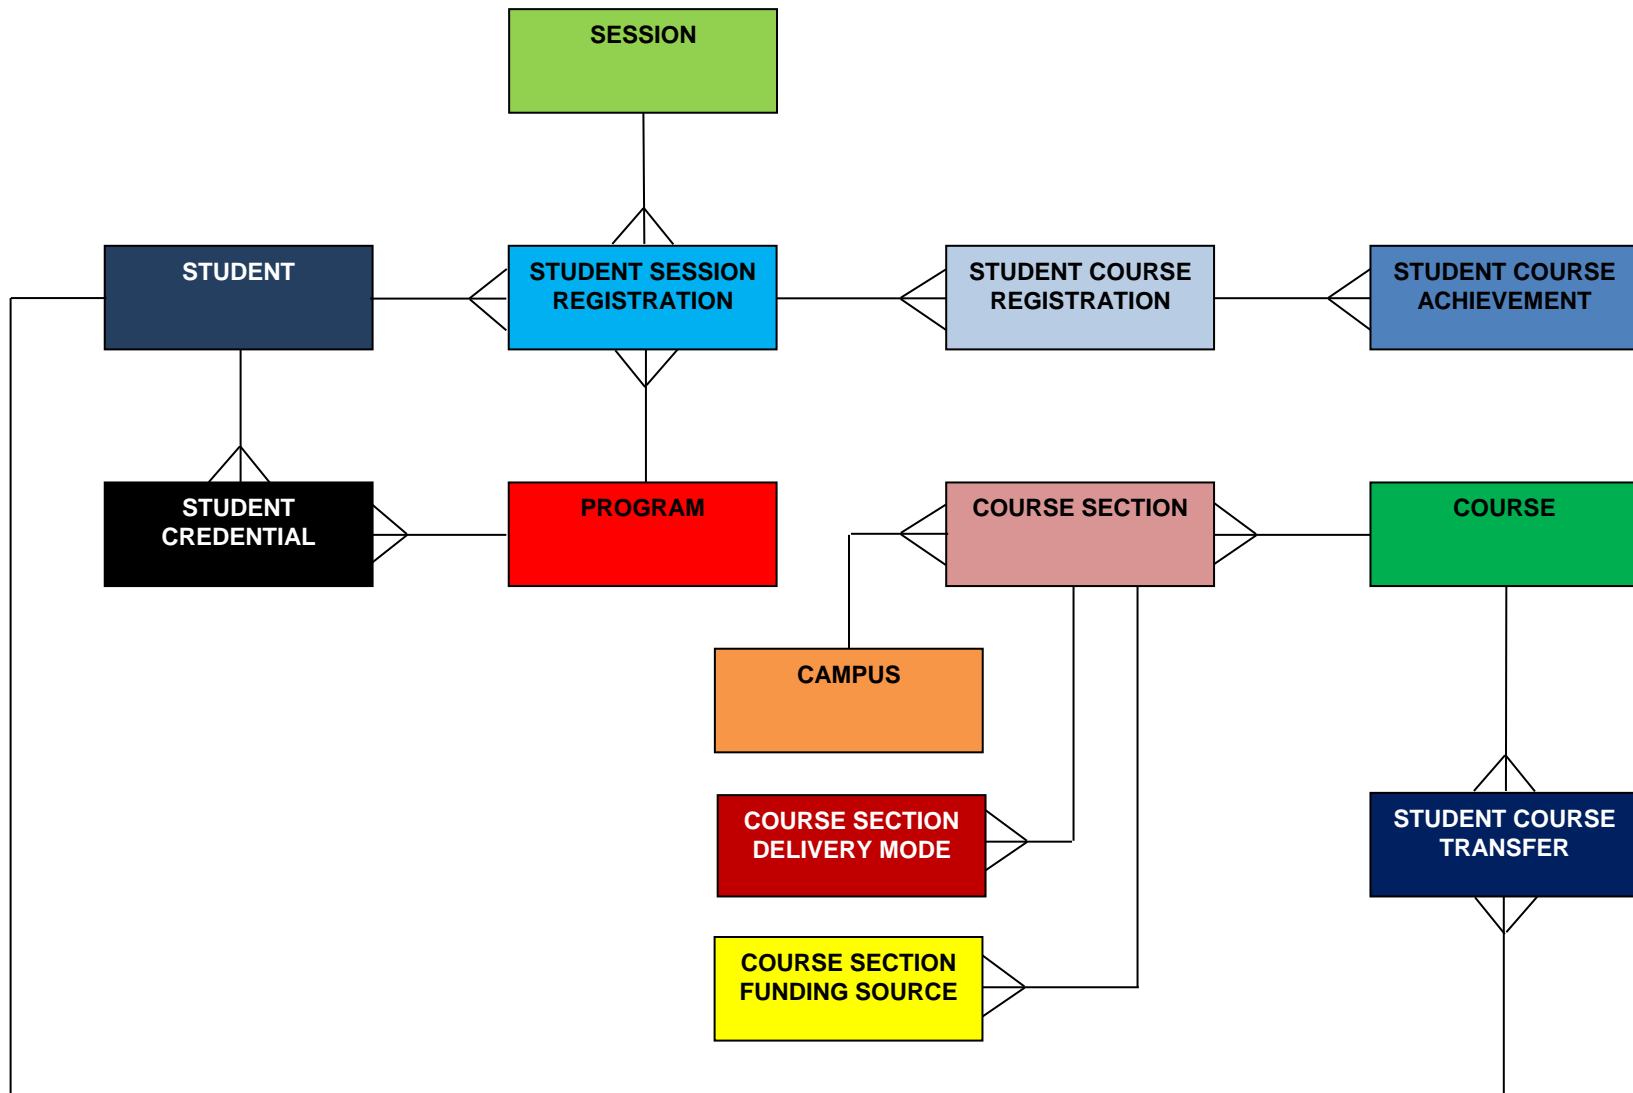 SESSION
STUDENT
STUDENT SESSION
REGISTRATION
STUDENT COURSE
REGISTRATION
STUDENT COURSE
ACHIEVEMENT
STUDENT
CREDENTIAL
PROGRAM
COURSE SECTION
COURSE
CAMPUS
COURSE SECTION
DELIVERY MODE
STUDENT COURSE
TRANSFER
COURSE SECTION
FUNDING SOURCE